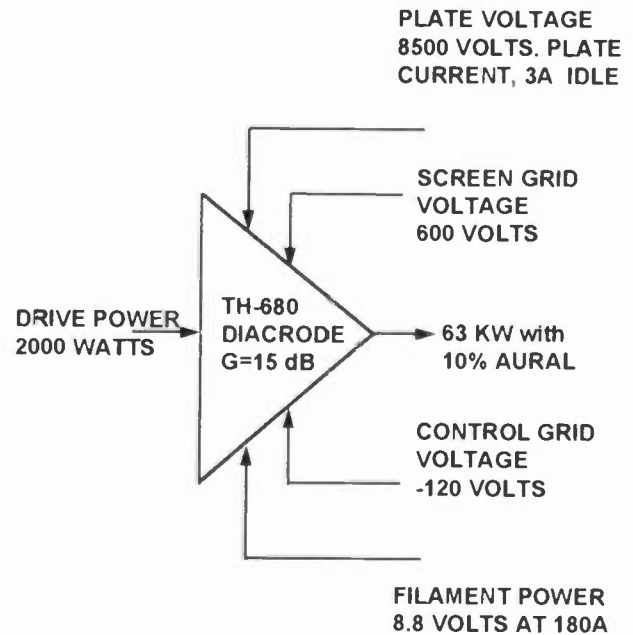 PLATE VOLTAGE
8500 VOLTS. PLATE
CURRENT, 3A IDLE
SCREEN GRID
VOLTAGE
600 VOLTS
DRIVE POWER
2000 WATTS
TH-680
DIACRODE
G=15 dB
63 KW with
10% AURAL
CONTROL GRID
VOLTAGE
-120 VOLTS
FILAMENT POWER
8.8 VOLTS AT 180A